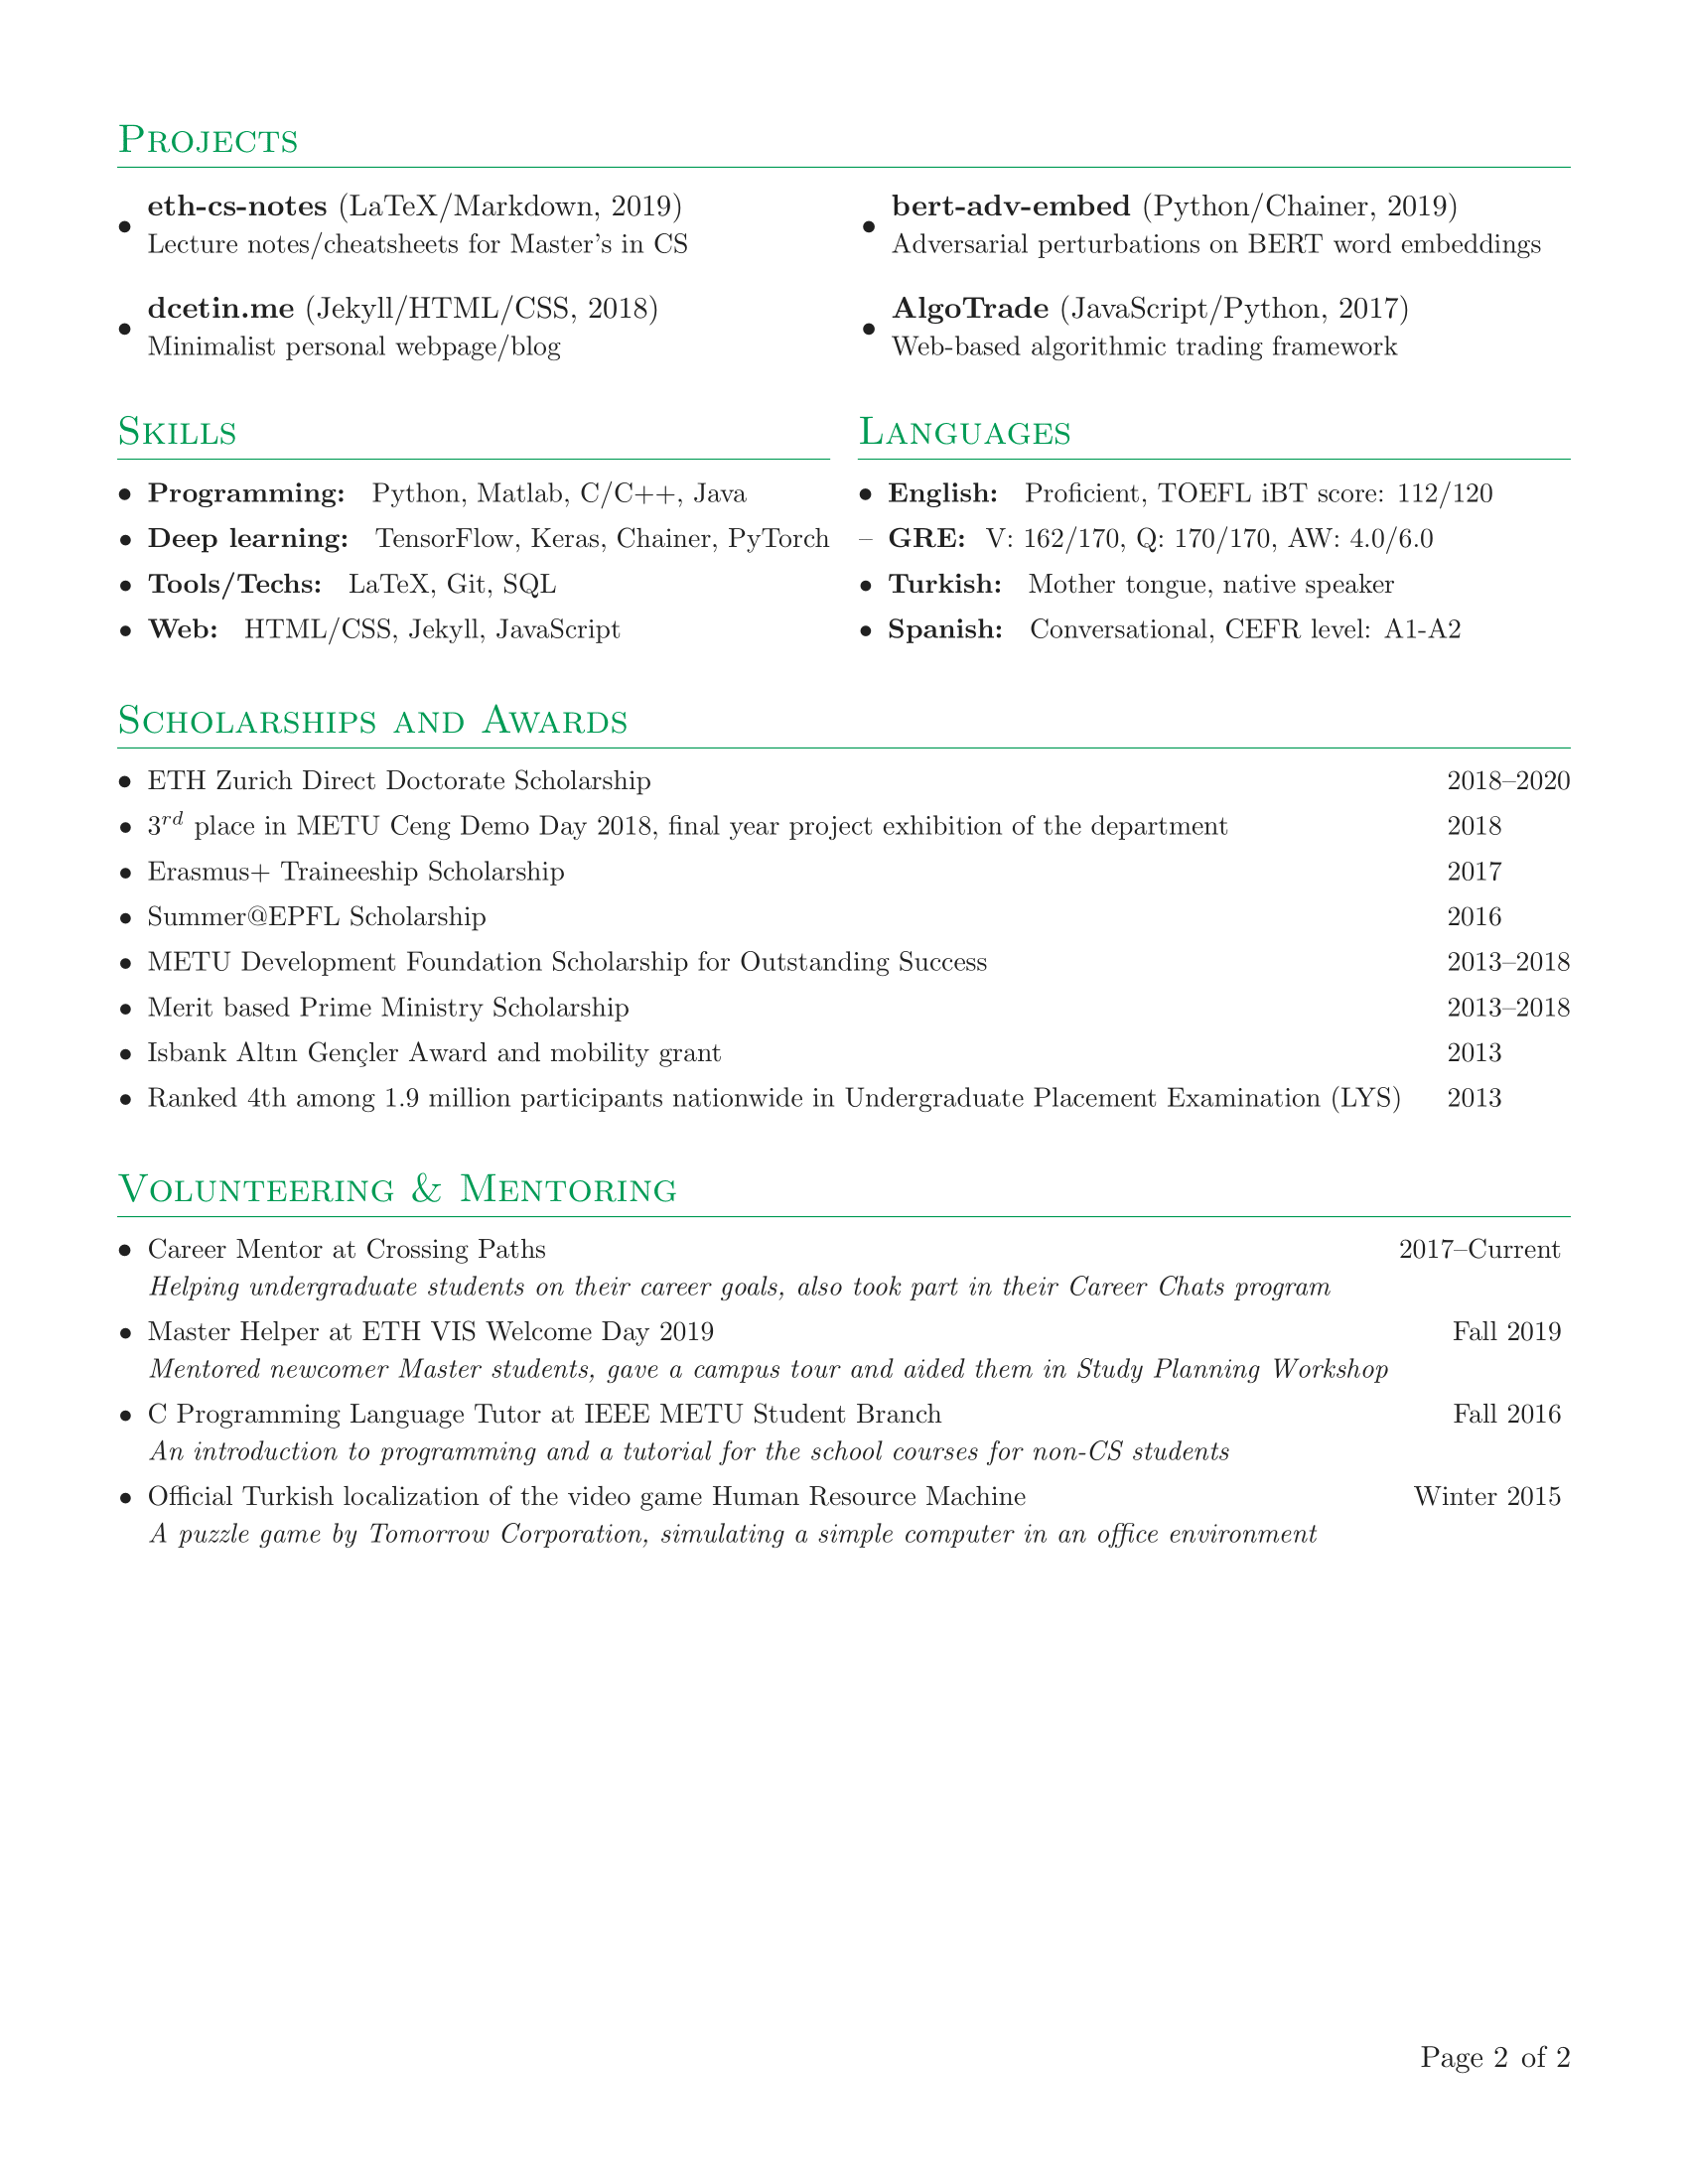 Projects
• eth-cs-notes (LaTeX/Markdown, 2019)
Lecture notes/cheatsheets for Master's in CS
• bert-adv-embed (Python/Chainer, 2019)
Adversarial perturbations on BERT word embeddings
• dcetin.me (Jekyll/HTML/CSS, 2018)
Minimalist personal webpage/blog
• AlgoTrade (JavaScript/Python, 2017)
Web-based algorithmic trading framework
Skills
• Programming: Python, Matlab, C/C++, Java
• Deep learning: TensorFlow, Keras, Chainer, PyTorch
• Tools/Techs: LaTeX, Git, SQL
• Web: HTML/CSS, Jekyll, JavaScript
Languages
• English: Proficient, TOEFL iBT score: 112/120
– GRE: V: 162/170, Q: 170/170, AW: 4.0/6.0
• Turkish: Mother tongue, native speaker
• Spanish: Conversational, CEFR level: A1-A2
Scholarships and Awards
• ETH Zurich Direct Doctorate Scholarship 2018–2020
• 3rd place in METU Ceng Demo Day 2018, final year project exhibition of the department 2018
• Erasmus+ Traineeship Scholarship 2017
• Summer@EPFL Scholarship 2016
• METU Development Foundation Scholarship for Outstanding Success 2013–2018
• Merit based Prime Ministry Scholarship 2013–2018
• Isbank Altın Gençler Award and mobility grant 2013
• Ranked 4th among 1.9 million participants nationwide in Undergraduate Placement Examination (LYS) 2013
Volunteering & Mentoring
• Career Mentor at Crossing Paths 2017–Current
Helping undergraduate students on their career goals, also took part in their Career Chats program
• Master Helper at ETH VIS Welcome Day 2019 Fall 2019
Mentored newcomer Master students, gave a campus tour and aided them in Study Planning Workshop
• C Programming Language Tutor at IEEE METU Student Branch Fall 2016
An introduction to programming and a tutorial for the school courses for non-CS students
• Official Turkish localization of the video game Human Resource Machine Winter 2015
A puzzle game by Tomorrow Corporation, simulating a simple computer in an office environment
Page 2 of 2